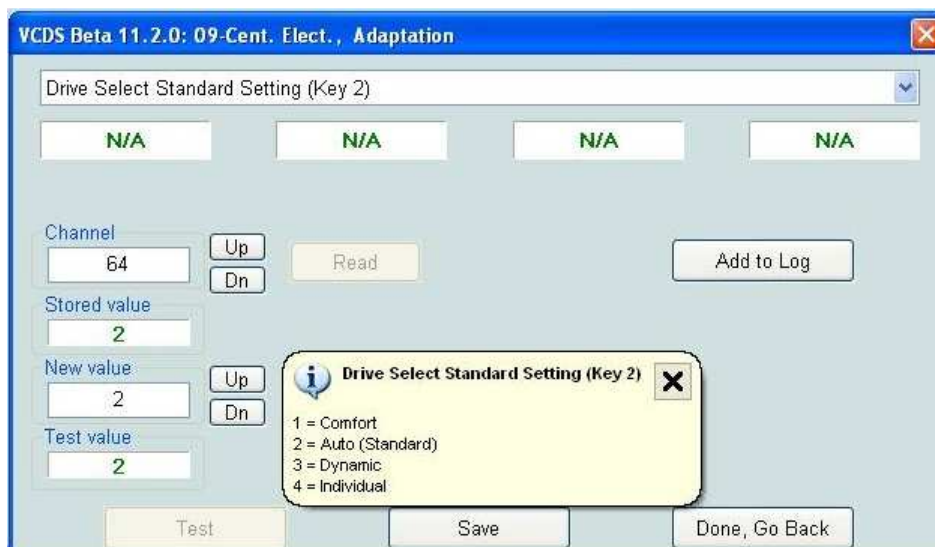 VCDS Beta 11.2.0: 09-Cent. Elect., Adaptation
Drive Select Standard Setting (Key 2)
N/A N/A N/A N/A
Channel
64
Up
Dn
Read
Add to Log
Stored value
2
New value
2
Up
Dn
Test value
2
Drive Select Standard Setting (Key 2)
1 = Comfort
2 = Auto (Standard)
3 = Dynamic
4 = Individual
Test
Save
Done, Go Back